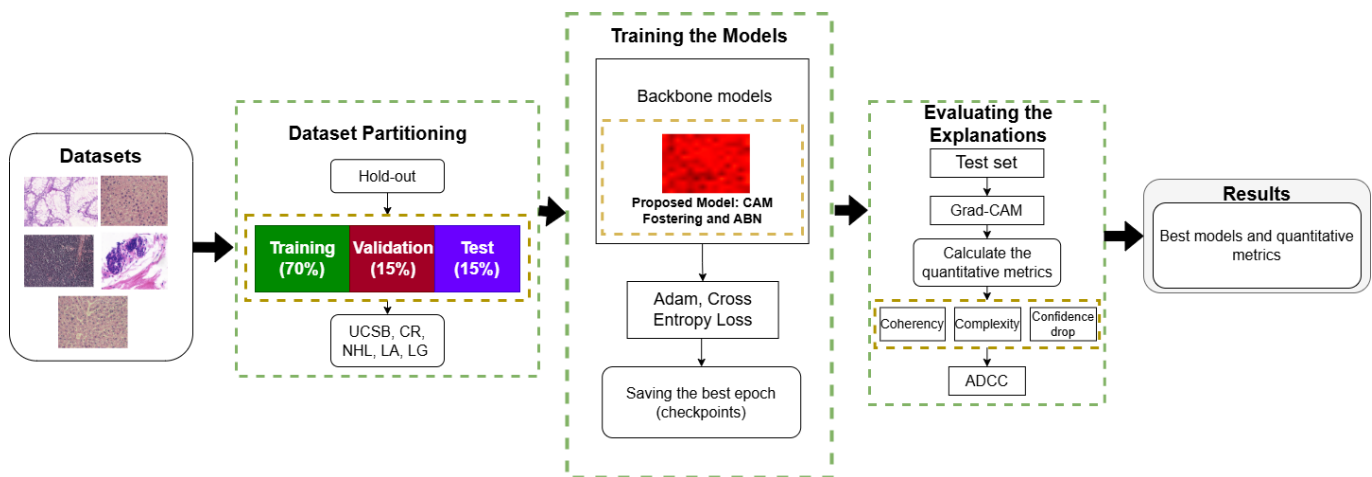 Datasets
Dataset Partitioning
Hold-out
Training
(70%)
Validation
(15%)
Test
(15%)
UCSB, CR,
NHL, LA, LG
Training the Models
Backbone models
Proposed Model: CAM
Fostering and ABN
Adam, Cross
Entropy Loss
Saving the best epoch
(checkpoints)
Evaluating the
Explanations
Test set
Grad-CAM
Calculate the
quantitative metrics
Coherency
Complexity
Confidence
drop
ADCC
Results
Best models and quantitative
metrics